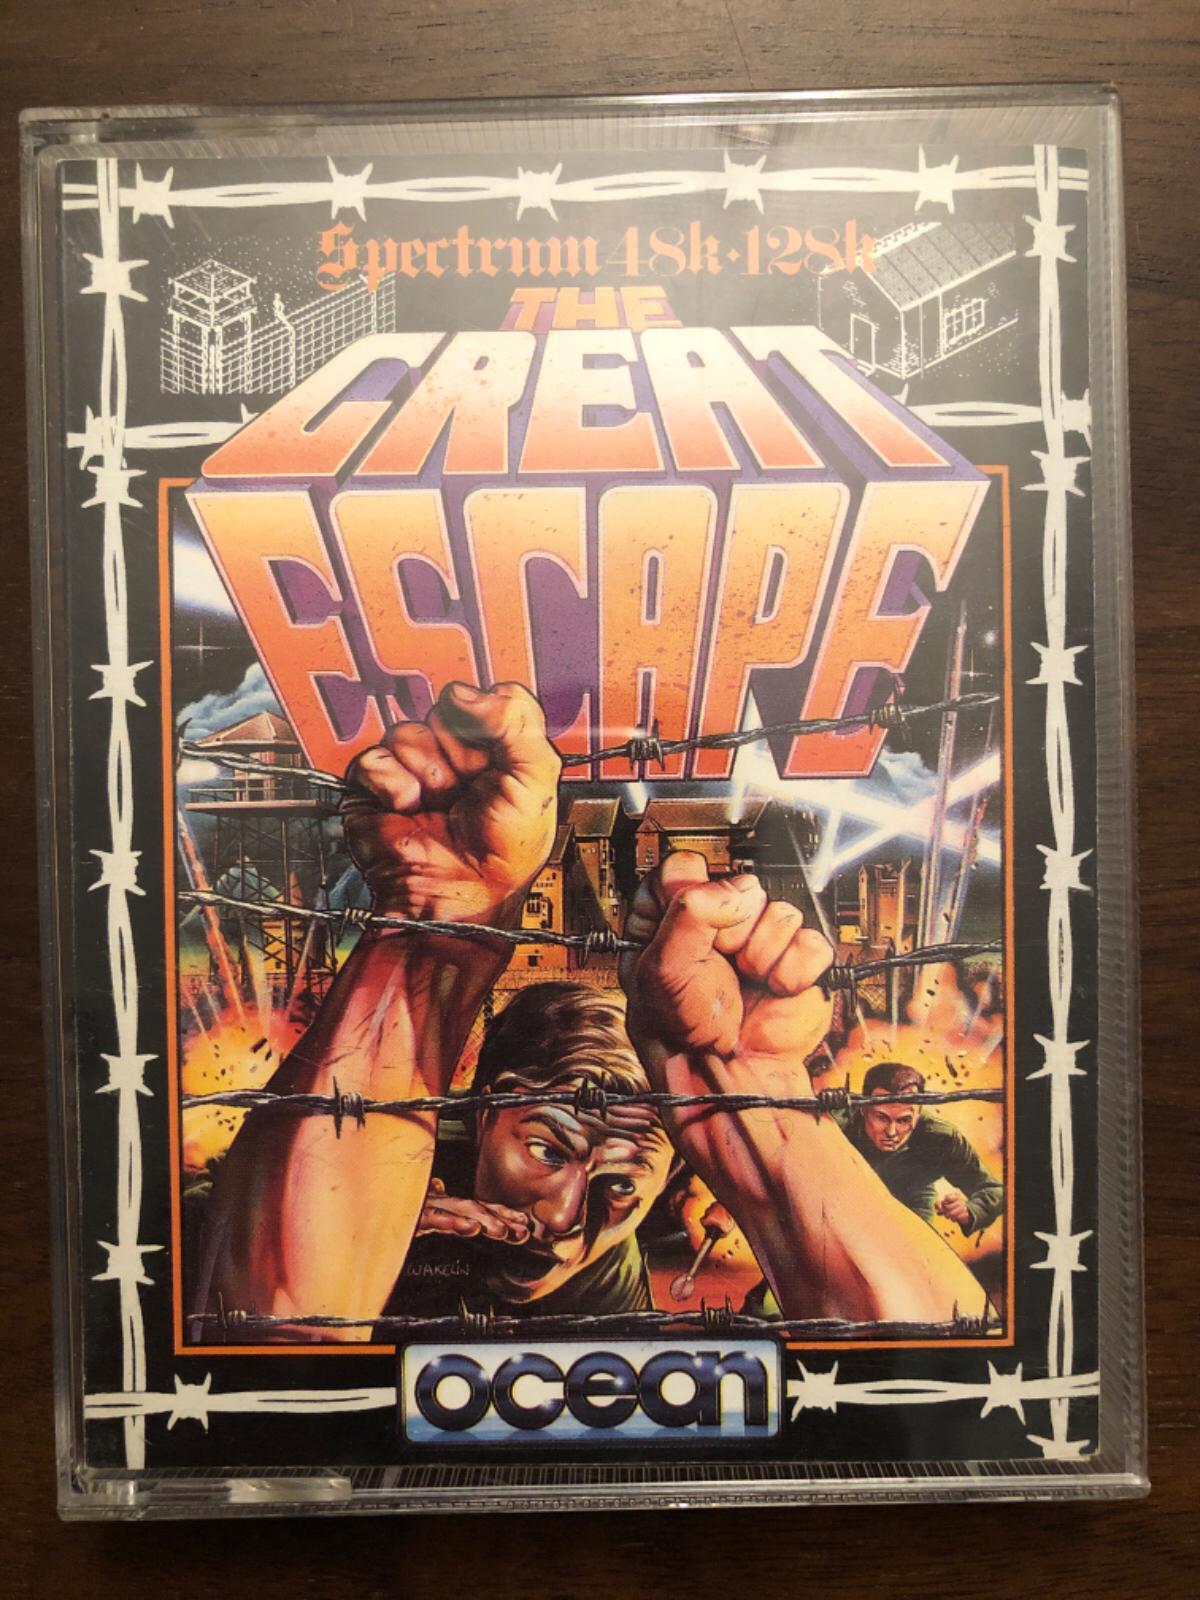 Spectrum 48k·128k
THE
GREAT
ESCAPE
WAKELIN
ocean